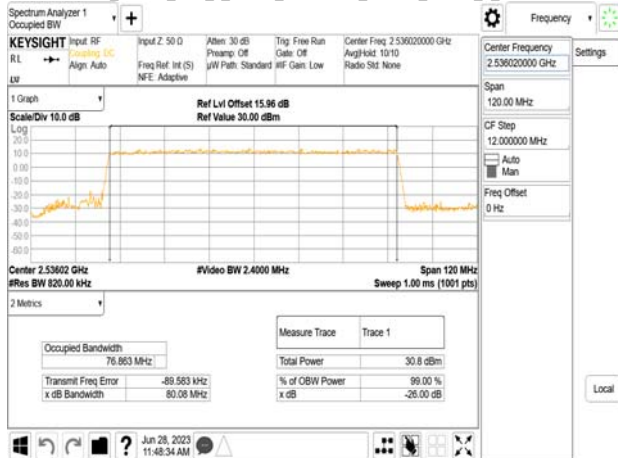 Spectrum Analyzer 1
Occupied BW
+
Frequency
KEYSIGHT
RL
Input: RF
Coupling: DC
Align: Auto
Input Z: 50 Ω
Freq Ref: Int (S)
NFE: Adaptive
Atten: 30 dB
Preamp: Off
µW Path: Standard
Trig: Free Run
Gate: Off
#IF Gain: Low
Center Freq: 2.536020000 GHz
Avg|Hold: 10/10
Radio Std: None
Center Frequency
2.536020000 GHz
Settings
Span
120.00 MHz
CF Step
12.000000 MHz
Auto
Man
Freq Offset
0 Hz
Local
1 Graph
Scale/Div 10.0 dB
Ref Lvl Offset 15.96 dB
Ref Value 30.00 dBm
Log
20.0
10.0
0.00
-10.0
-20.0
-30.0
-40.0
-50.0
-60.0
Center 2.53602 GHz
#Res BW 820.00 kHz
#Video BW 2.4000 MHz
Span 120 MHz
Sweep 1.00 ms (1001 pts)
2 Metrics
Occupied Bandwidth
76.863 MHz
Transmit Freq Error -89.583 kHz
x dB Bandwidth 80.08 MHz
Measure Trace Trace 1
Total Power 30.8 dBm
% of OBW Power 99.00 %
x dB -26.00 dB
?
Jun 28, 2023
11:48:34 AM